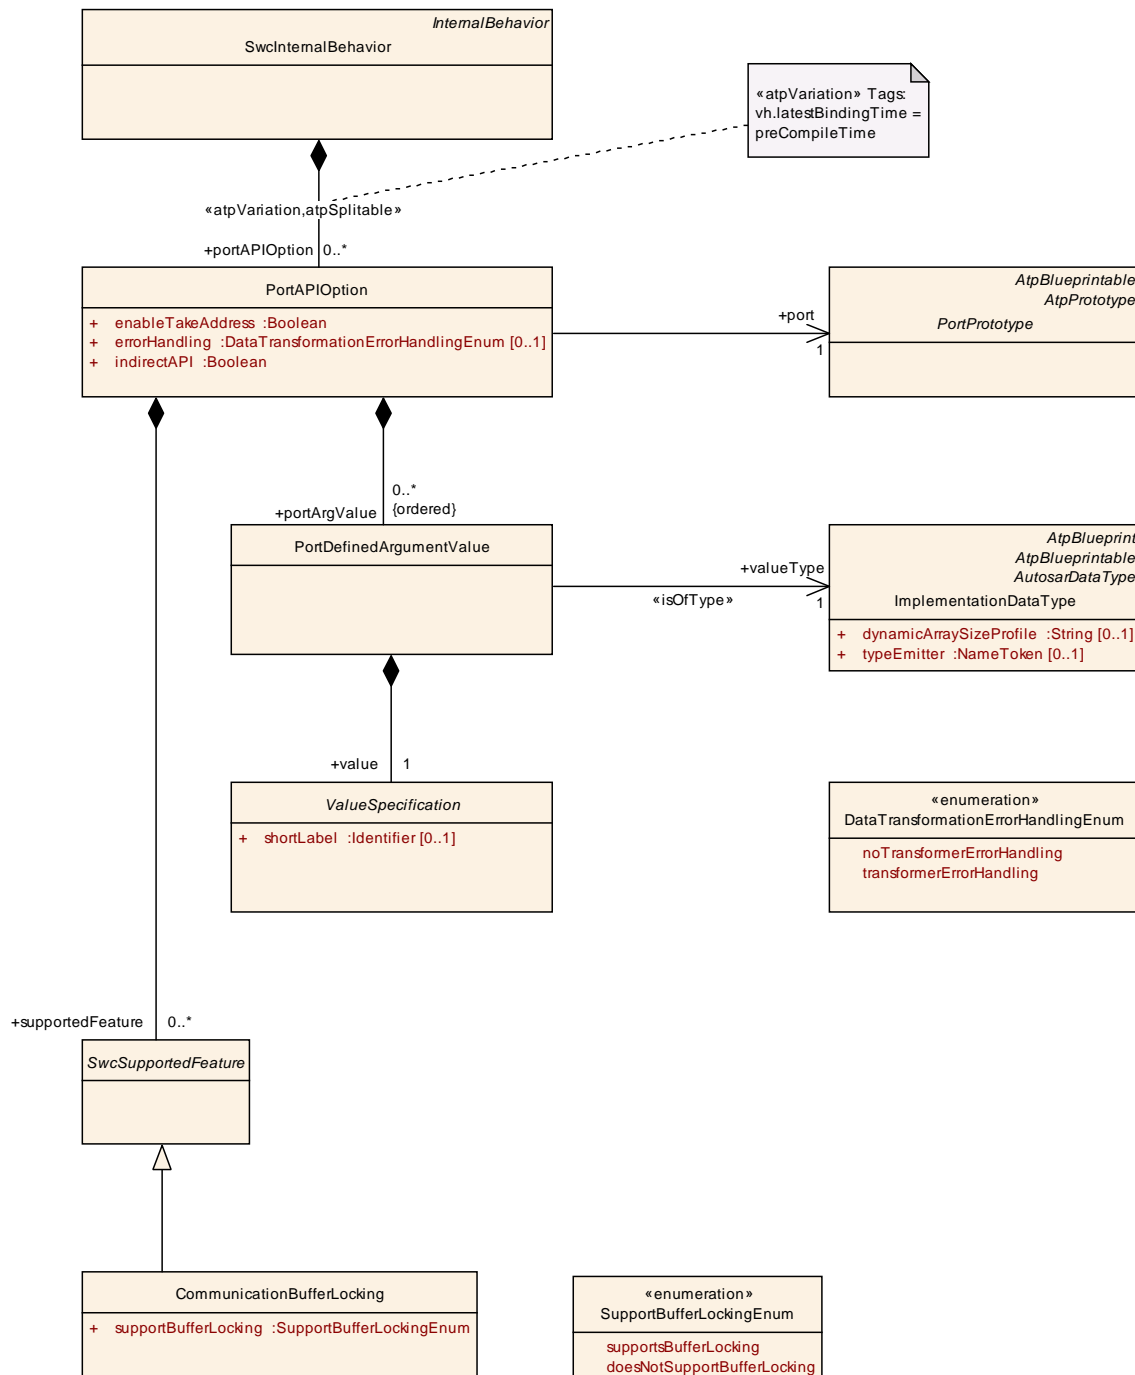 InternalBehavior
SwcInternalBehavior
«atpVariation» Tags:
vh.latestBindingTime =
preCompileTime
«atpVariation,atpSplitable»
+portAPIOption 0..*
PortAPIOption
+ enableTakeAddress :Boolean
+ errorHandling :DataTransformationErrorHandlingEnum [0..1]
+ indirectAPI :Boolean
+port
1
AtpBlueprintable
AtpPrototype
PortPrototype
0..*
+portArgValue {ordered}
PortDefinedArgumentValue
+valueType
«isOfType» 1
AtpBlueprint
AtpBlueprintable
AutosarDataType
ImplementationDataType
+ dynamicArraySizeProfile :String [0..1]
+ typeEmitter :NameToken [0..1]
+value 1
ValueSpecification
+ shortLabel :Identifier [0..1]
«enumeration»
DataTransformationErrorHandlingEnum
noTransformerErrorHandling
transformerErrorHandling
+supportedFeature 0..*
SwcSupportedFeature
CommunicationBufferLocking
+ supportBufferLocking :SupportBufferLockingEnum
«enumeration»
SupportBufferLockingEnum
supportsBufferLocking
doesNotSupportBufferLocking